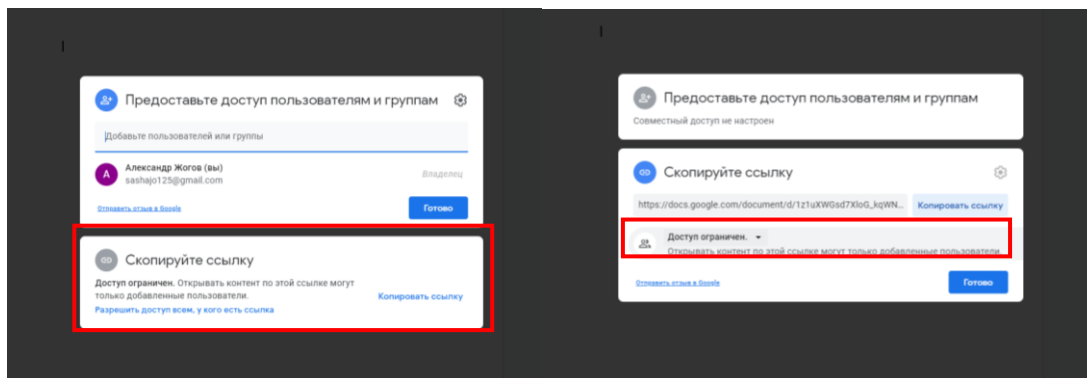 Предоставьте доступ пользователям и группам
Добавьте пользователей или группы
А
Александр Жогов (вы)
sashajo125@gmail.com
Владелец
Отправить отзыв в Google
Готово
Скопируйте ссылку
Доступ ограничен. Открывать контент по этой ссылке могут
только добавленные пользователи.
Копировать ссылку
Разрешить доступ всем, у кого есть ссылка
Предоставьте доступ пользователям и группам
Совместный доступ не настроен
Скопируйте ссылку
https://docs.google.com/document/d/1z1uXWGsd7XloG_kqWN...
Копировать ссылку
Доступ ограничен.
Открывать контент по этой ссылке могут только добавленные пользователи.
Отправить отзыв в Google
Готово